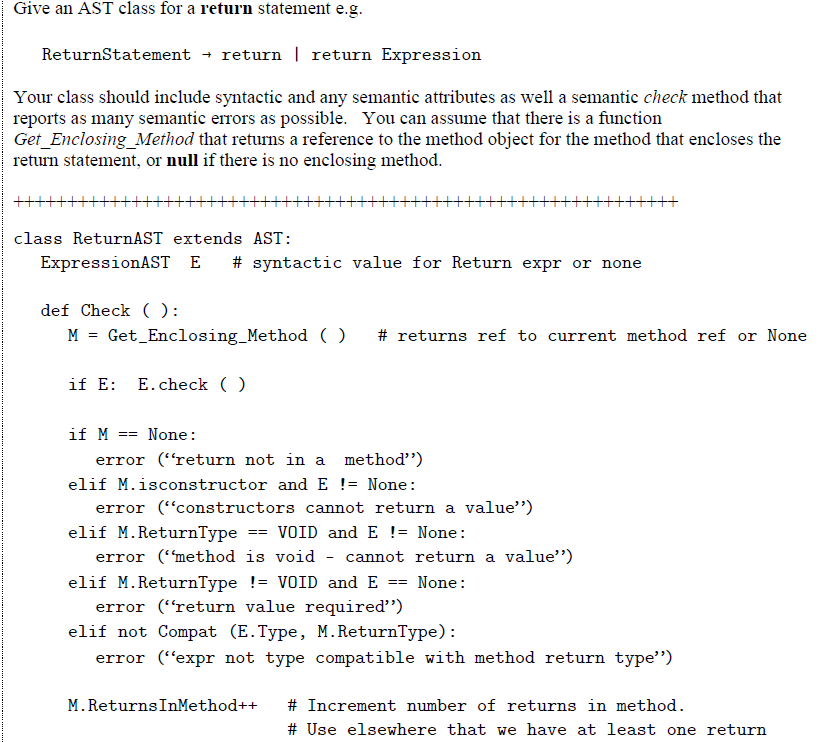 Give an AST class for a return statement e.g.
ReturnStatement → return | return Expression
Your class should include syntactic and any semantic attributes as well a semantic check method that
reports as many semantic errors as possible. You can assume that there is a function
Get_Enclosing_Method that returns a reference to the method object for the method that encloses the
return statement, or null if there is no enclosing method.
+++++++++++++++++++++++++++++++++++++++++++++++++++++++++++++++
class ReturnAST extends AST:
ExpressionAST E # syntactic value for Return expr or none
def Check ( ):
M = Get_Enclosing_Method ( ) # returns ref to current method ref or None
if E: E.check ( )
if M == None:
error (“return not in a method”)
elif M.isconstructor and E != None:
error (“constructors cannot return a value”)
elif M.ReturnType == VOID and E != None:
error (“method is void - cannot return a value”)
elif M.ReturnType != VOID and E == None:
error (“return value required”)
elif not Compat (E.Type, M.ReturnType):
error (“expr not type compatible with method return type”)
M.ReturnsInMethod++ # Increment number of returns in method.
# Use elsewhere that we have at least one return